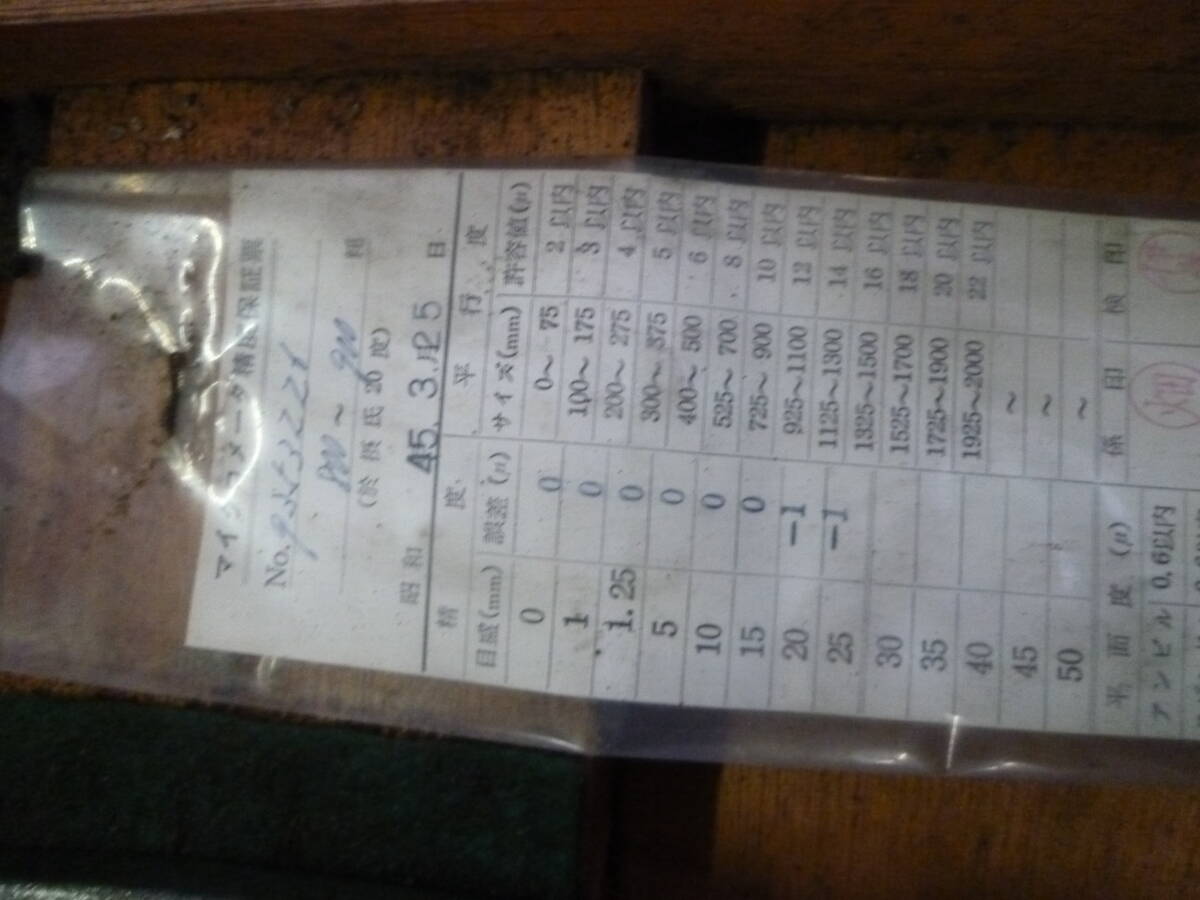 マイクロメータ精度保証票
No.
800～900 粍
(於 摂氏 20 度)
昭和 45. 3. 25 日
精 度 平 行 度
目盛(mm) 誤差(μ) サイズ(mm) 許容値(μ)
0 0 0～ 75 2 以内
1 0 100～ 175 3 以内
1.25 0 200～ 275 4 以内
5 0 300～ 375 5 以内
10 0 400～ 500 6 以内
15 0 525～ 700 8 以内
20 -1 725～ 900 10 以内
25 -1 925～1100 12 以内
30 1125～1300 14 以内
35 1325～1500 16 以内
40 1525～1700 18 以内
45 1725～1900 20 以内
50 1925～2000 22 以内
～
～
～
平 面 度 (μ) 係 印 検 印
アンビル 0.6以内